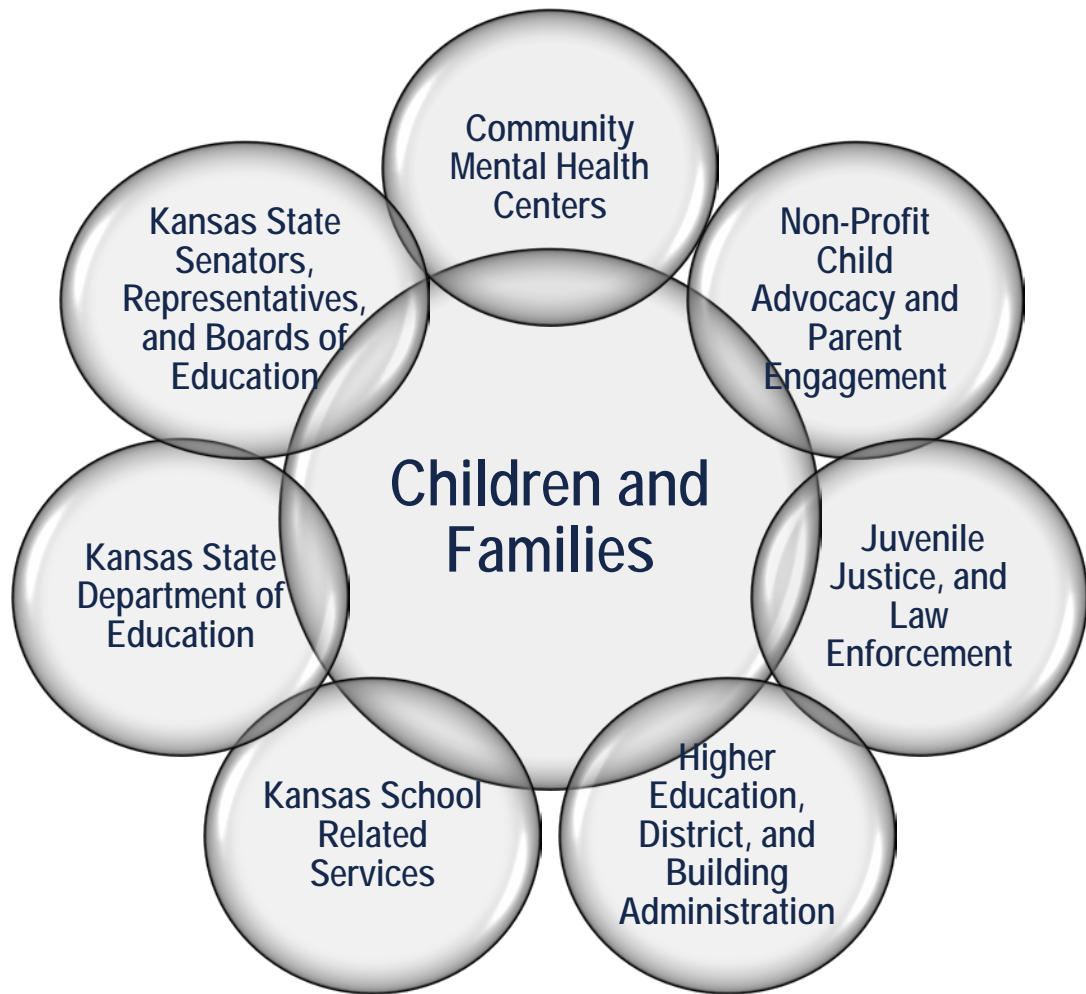 Community
Mental Health
Centers
Non-Profit
Child
Advocacy and
Parent
Engagement
Juvenile
Justice, and
Law
Enforcement
Higher
Education,
District, and
Building
Administration
Kansas School
Related
Services
Kansas State
Department of
Education
Kansas State
Senators,
Representatives,
and Boards of
Education
Children and
Families